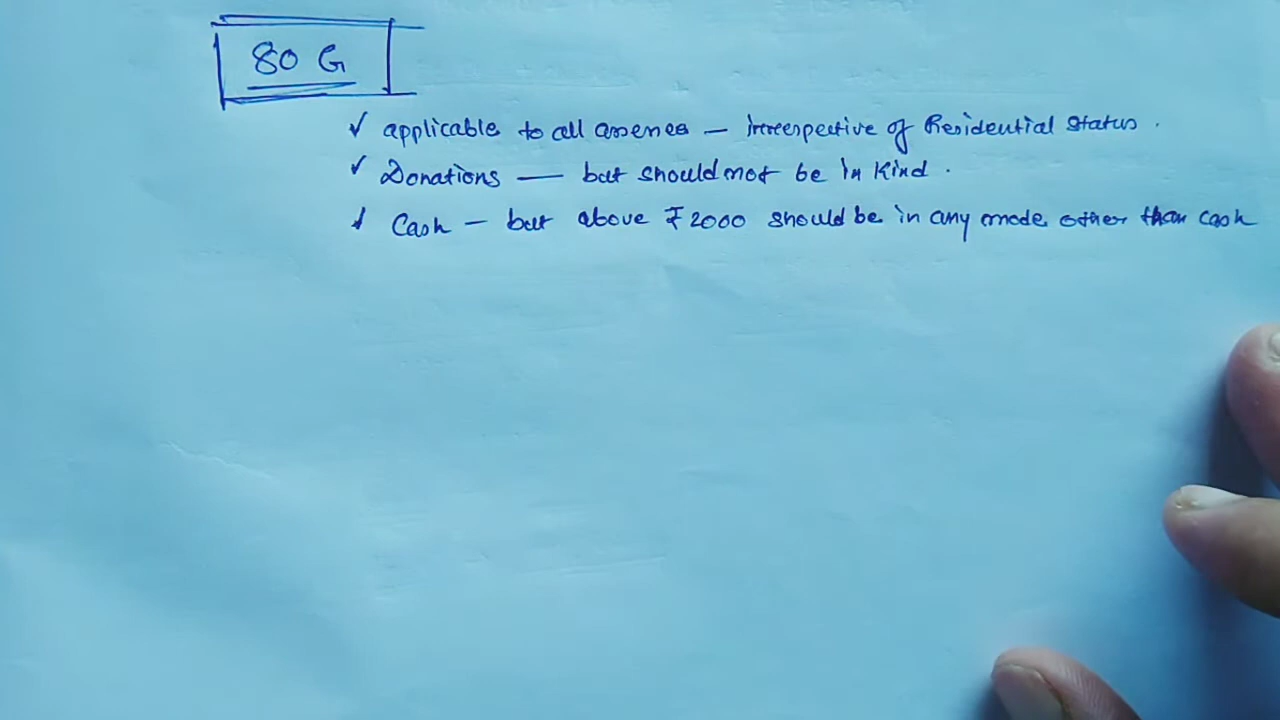 80 G
✓ applicable to all assesses – irrespective of Residential Status.
✓ Donations — but should not be in Kind.
✓ Cash – but above ₹2000 should be in any mode other than cash